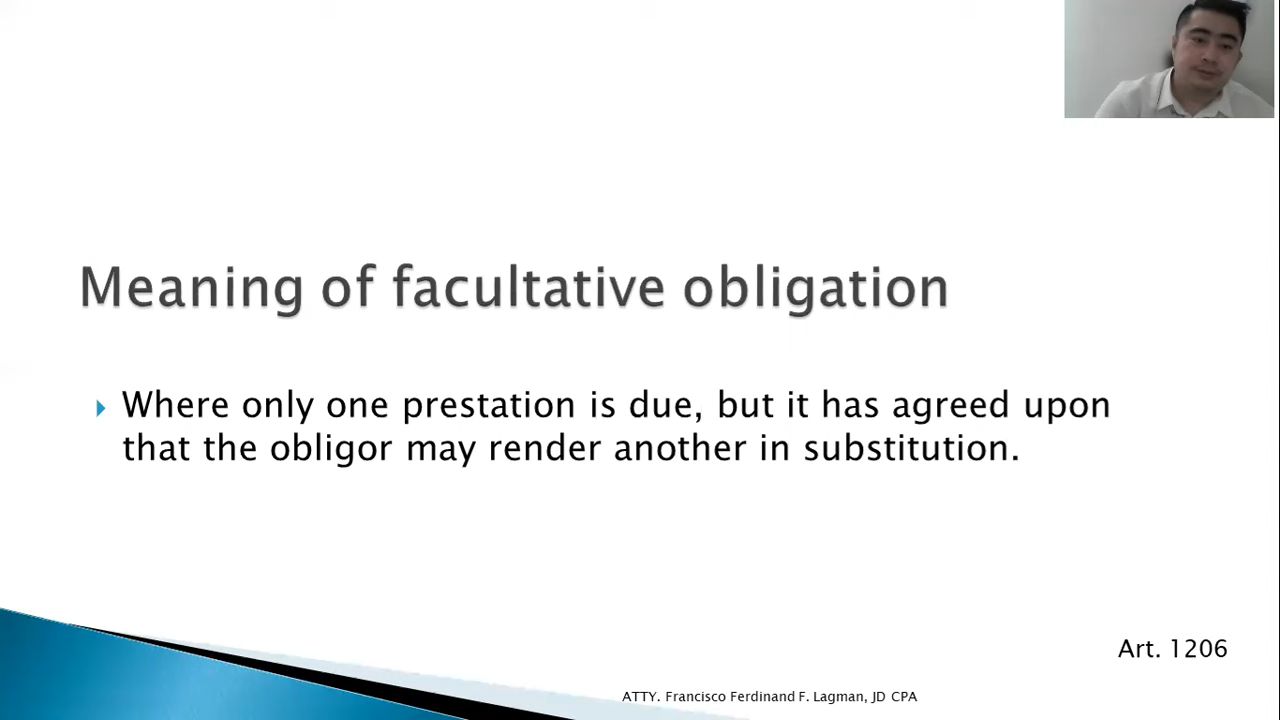 Meaning of facultative obligation
Where only one prestation is due, but it has agreed upon
that the obligor may render another in substitution.
Art. 1206
ATTY. Francisco Ferdinand F. Lagman, JD CPA